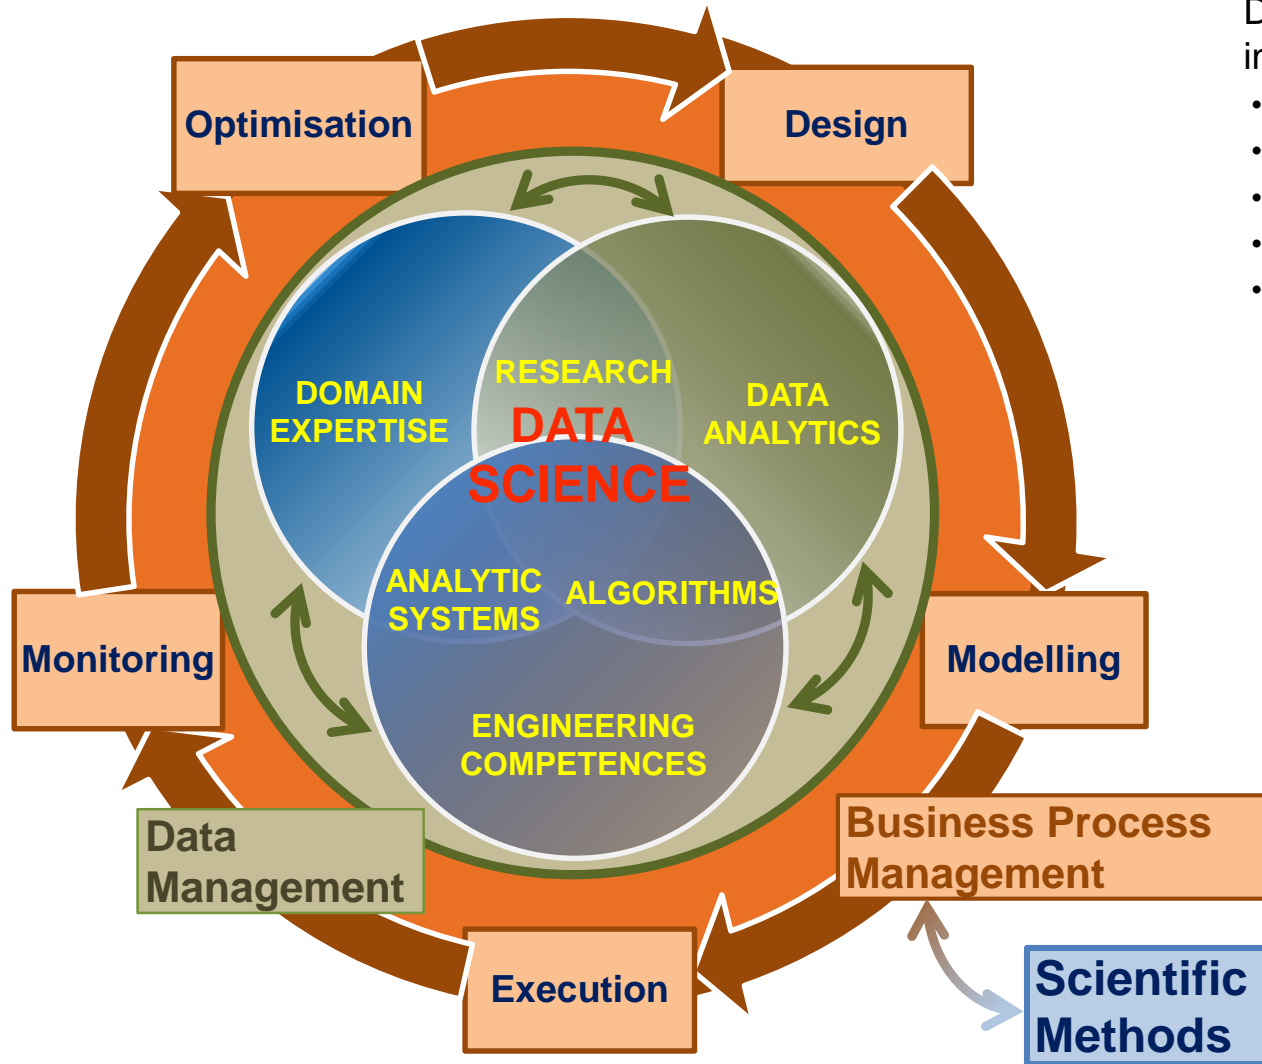 Optimisation
Design
DOMAIN
EXPERTISE
RESEARCH
DATA
ANALYTICS
DATA
SCIENCE
ANALYTIC
SYSTEMS
ALGORITHMS
Monitoring
Modelling
ENGINEERING
COMPETENCES
Data
Management
Business Process
Management
Execution
Scientific
Methods